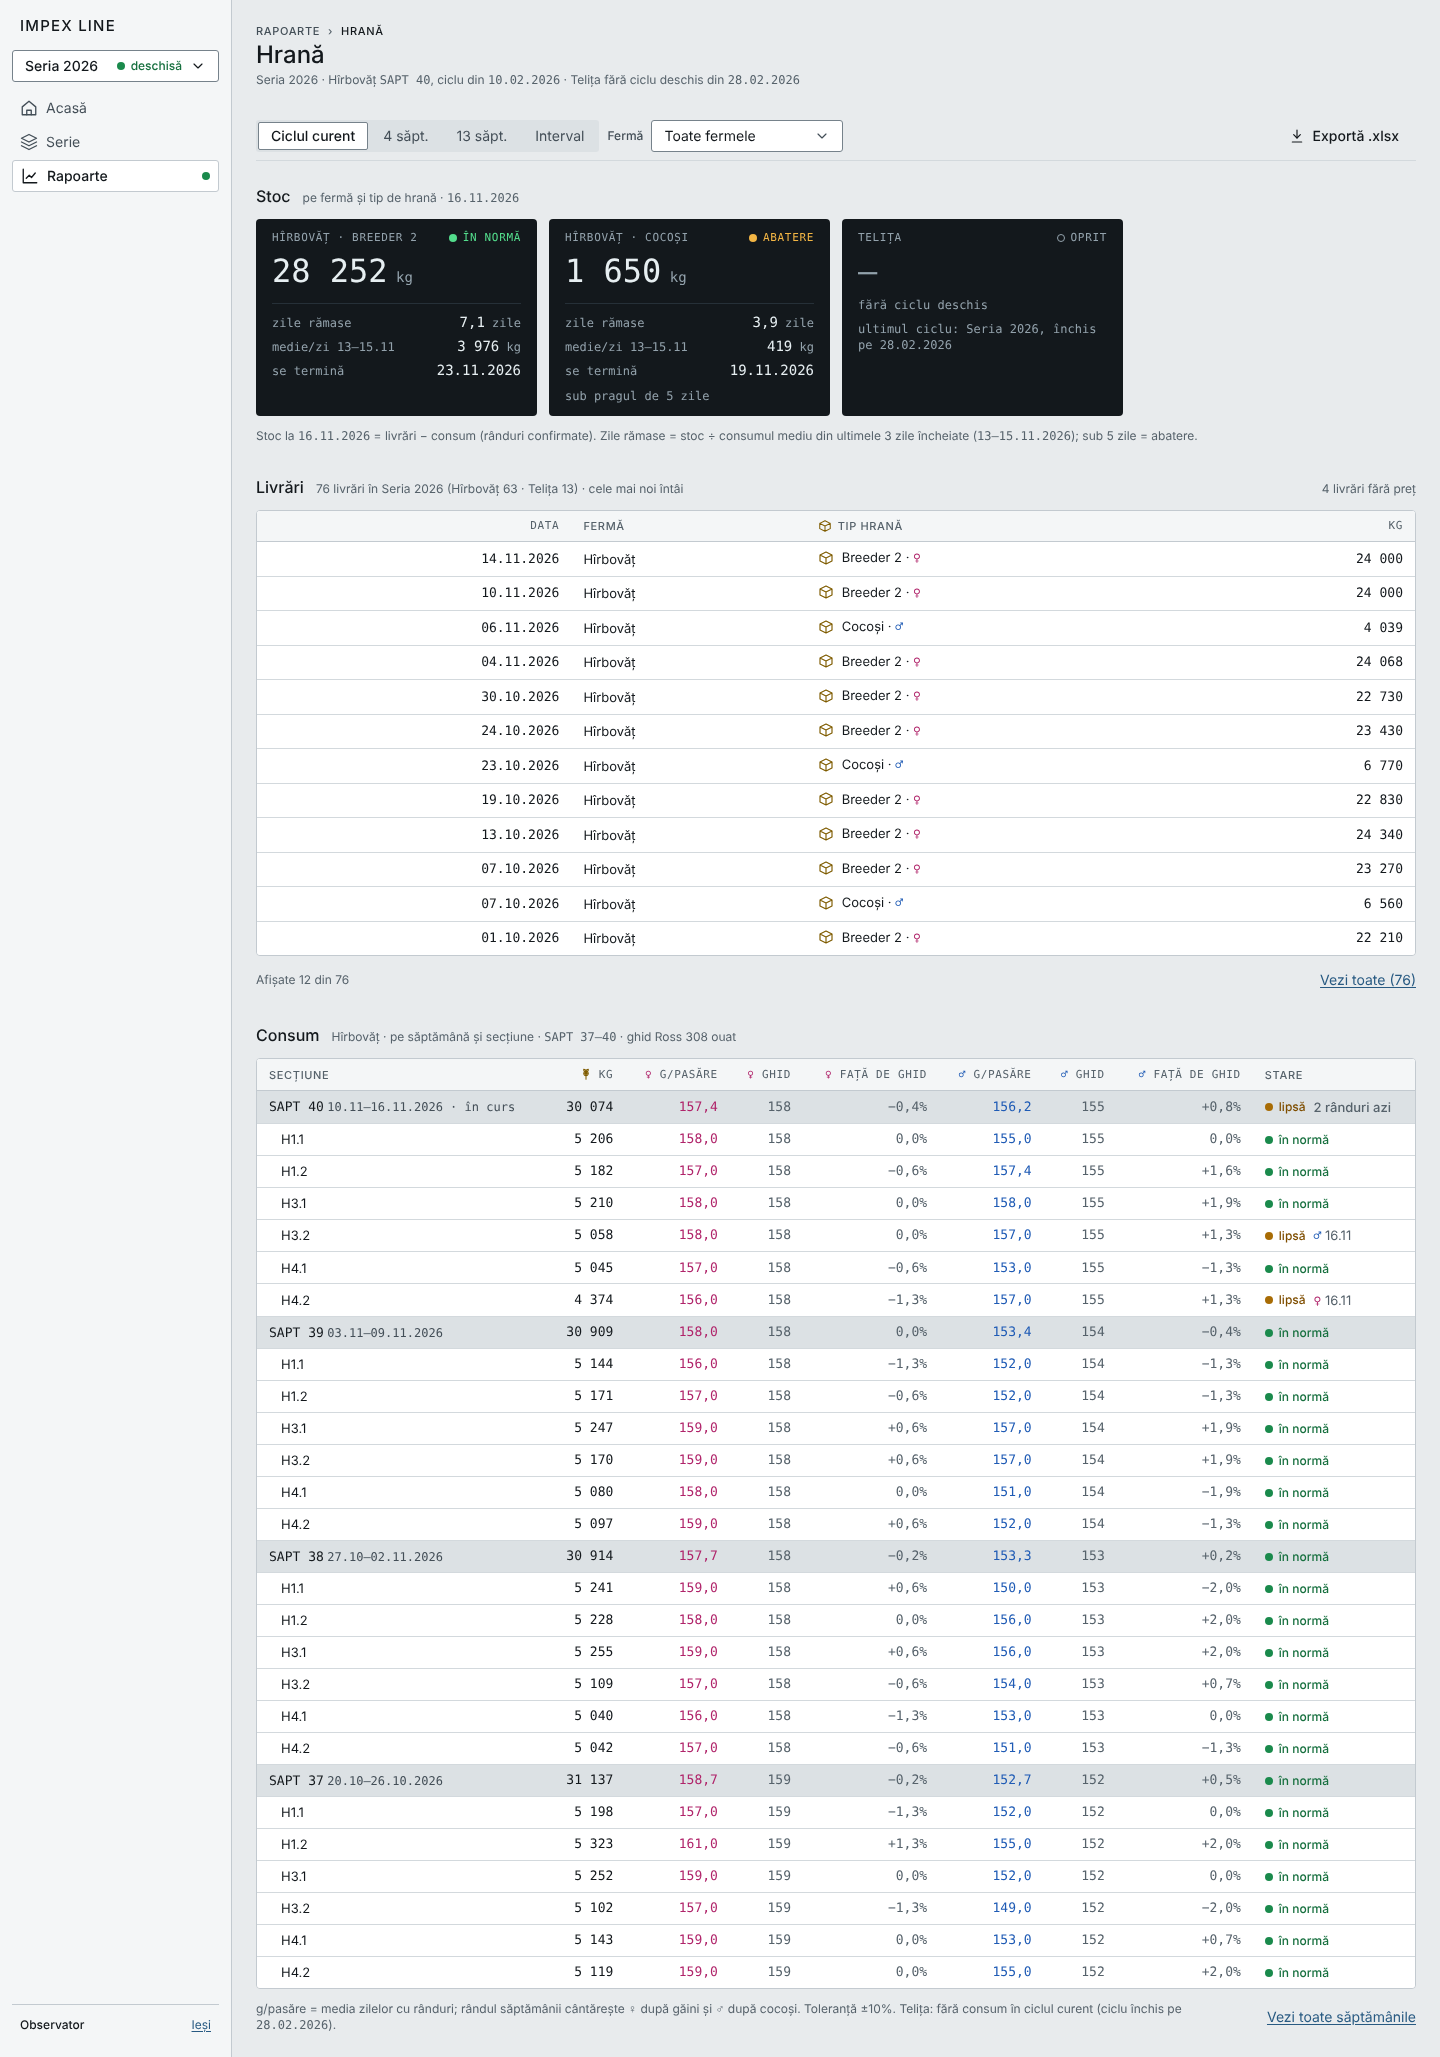 IMPEX LINE
Seria 2026 deschisă
Acasă
Serie
Rapoarte
Observator Ieși
RAPOARTE › HRANĂ
Hrană
Seria 2026 · Hîrbovăț SAPT 40, ciclu din 10.02.2026 · Telița fără ciclu deschis din 28.02.2026
Ciclul curent 4 săpt. 13 săpt. Interval Fermă Toate fermele Exportă .xlsx
Stoc pe fermă și tip de hrană · 16.11.2026
HÎRBOVĂȚ · BREEDER 2 ÎN NORMĂ
28 252 kg
zile rămase 7,1 zile
medie/zi 13–15.11 3 976 kg
se termină 23.11.2026
HÎRBOVĂȚ · COCOȘI ABATERE
1 650 kg
zile rămase 3,9 zile
medie/zi 13–15.11 419 kg
se termină 19.11.2026
sub pragul de 5 zile
TELIȚA OPRIT
—
fără ciclu deschis
ultimul ciclu: Seria 2026, închis
pe 28.02.2026
Stoc la 16.11.2026 = livrări − consum (rânduri confirmate). Zile rămase = stoc ÷ consumul mediu din ultimele 3 zile încheiate (13–15.11.2026); sub 5 zile = abatere.
Livrări 76 livrări în Seria 2026 (Hîrbovăț 63 · Telița 13) · cele mai noi întâi 4 livrări fără preț
DATA FERMĂ TIP HRANĂ KG
14.11.2026 Hîrbovăț Breeder 2 · ♀ 24 000
10.11.2026 Hîrbovăț Breeder 2 · ♀ 24 000
06.11.2026 Hîrbovăț Cocoși · ♂ 4 039
04.11.2026 Hîrbovăț Breeder 2 · ♀ 24 068
30.10.2026 Hîrbovăț Breeder 2 · ♀ 22 730
24.10.2026 Hîrbovăț Breeder 2 · ♀ 23 430
23.10.2026 Hîrbovăț Cocoși · ♂ 6 770
19.10.2026 Hîrbovăț Breeder 2 · ♀ 22 830
13.10.2026 Hîrbovăț Breeder 2 · ♀ 24 340
07.10.2026 Hîrbovăț Breeder 2 · ♀ 23 270
07.10.2026 Hîrbovăț Cocoși · ♂ 6 560
01.10.2026 Hîrbovăț Breeder 2 · ♀ 22 210
Afișate 12 din 76 Vezi toate (76)
Consum Hîrbovăț · pe săptămână și secțiune · SAPT 37–40 · ghid Ross 308 ouat
SECȚIUNE KG ♀ G/PASĂRE ♀ GHID ♀ FAȚĂ DE GHID ♂ G/PASĂRE ♂ GHID ♂ FAȚĂ DE GHID STARE
SAPT 40 10.11–16.11.2026 · în curs 30 074 157,4 158 −0,4% 156,2 155 +0,8% lipsă 2 rânduri azi
H1.1 5 206 158,0 158 0,0% 155,0 155 0,0% în normă
H1.2 5 182 157,0 158 −0,6% 157,4 155 +1,6% în normă
H3.1 5 210 158,0 158 0,0% 158,0 155 +1,9% în normă
H3.2 5 058 158,0 158 0,0% 157,0 155 +1,3% lipsă ♂ 16.11
H4.1 5 045 157,0 158 −0,6% 153,0 155 −1,3% în normă
H4.2 4 374 156,0 158 −1,3% 157,0 155 +1,3% lipsă ♀ 16.11
SAPT 39 03.11–09.11.2026 30 909 158,0 158 0,0% 153,4 154 −0,4% în normă
H1.1 5 144 156,0 158 −1,3% 152,0 154 −1,3% în normă
H1.2 5 171 157,0 158 −0,6% 152,0 154 −1,3% în normă
H3.1 5 247 159,0 158 +0,6% 157,0 154 +1,9% în normă
H3.2 5 170 159,0 158 +0,6% 157,0 154 +1,9% în normă
H4.1 5 080 158,0 158 0,0% 151,0 154 −1,9% în normă
H4.2 5 097 159,0 158 +0,6% 152,0 154 −1,3% în normă
SAPT 38 27.10–02.11.2026 30 914 157,7 158 −0,2% 153,3 153 +0,2% în normă
H1.1 5 241 159,0 158 +0,6% 150,0 153 −2,0% în normă
H1.2 5 228 158,0 158 0,0% 156,0 153 +2,0% în normă
H3.1 5 255 159,0 158 +0,6% 156,0 153 +2,0% în normă
H3.2 5 109 157,0 158 −0,6% 154,0 153 +0,7% în normă
H4.1 5 040 156,0 158 −1,3% 153,0 153 0,0% în normă
H4.2 5 042 157,0 158 −0,6% 151,0 153 −1,3% în normă
SAPT 37 20.10–26.10.2026 31 137 158,7 159 −0,2% 152,7 152 +0,5% în normă
H1.1 5 198 157,0 159 −1,3% 152,0 152 0,0% în normă
H1.2 5 323 161,0 159 +1,3% 155,0 152 +2,0% în normă
H3.1 5 252 159,0 159 0,0% 152,0 152 0,0% în normă
H3.2 5 102 157,0 159 −1,3% 149,0 152 −2,0% în normă
H4.1 5 143 159,0 159 0,0% 153,0 152 +0,7% în normă
H4.2 5 119 159,0 159 0,0% 155,0 152 +2,0% în normă
g/pasăre = media zilelor cu rânduri; rândul săptămânii cântărește ♀ după găini și ♂ după cocoși. Toleranță ±10%. Telița: fără consum în ciclul curent (ciclu închis pe
28.02.2026).
Vezi toate săptămânile